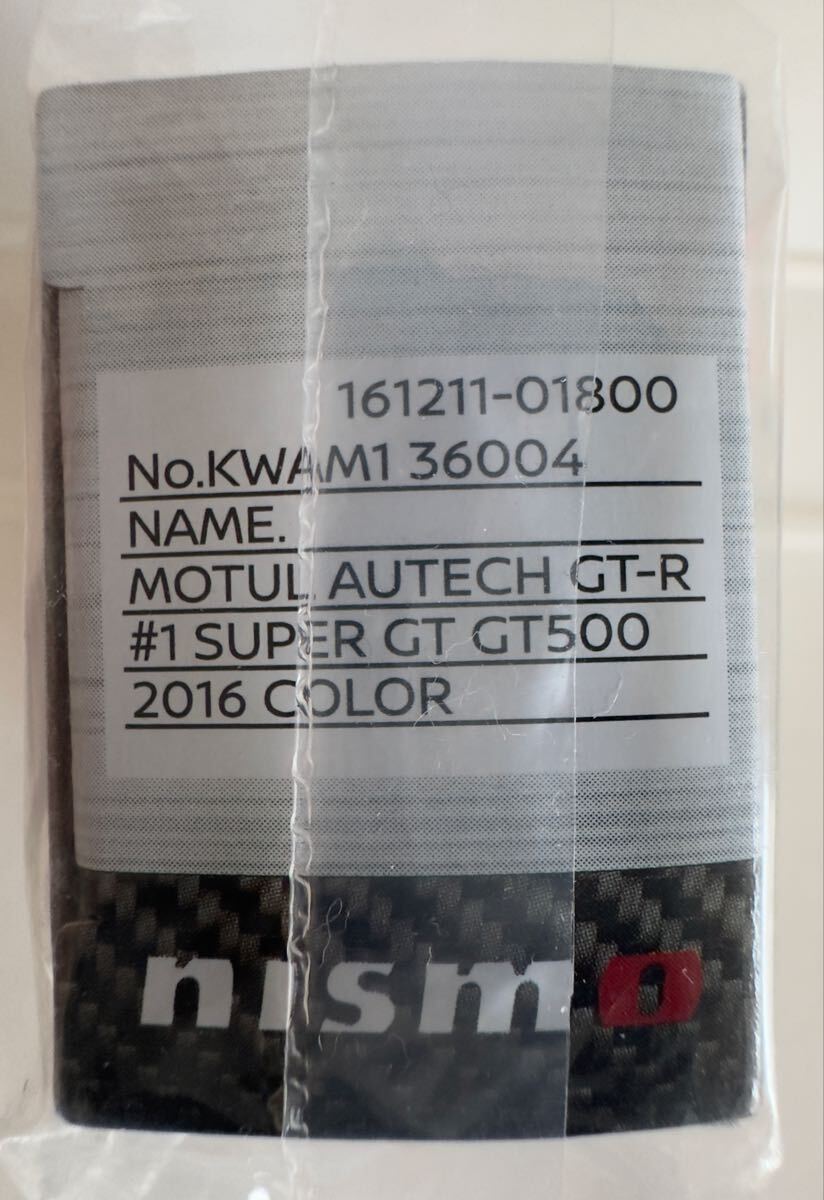 161211-01800
No.KWAM1 36004
NAME.
MOTUL AUTECH GT-R
#1 SUPER GT GT500
2016 COLOR
nismo